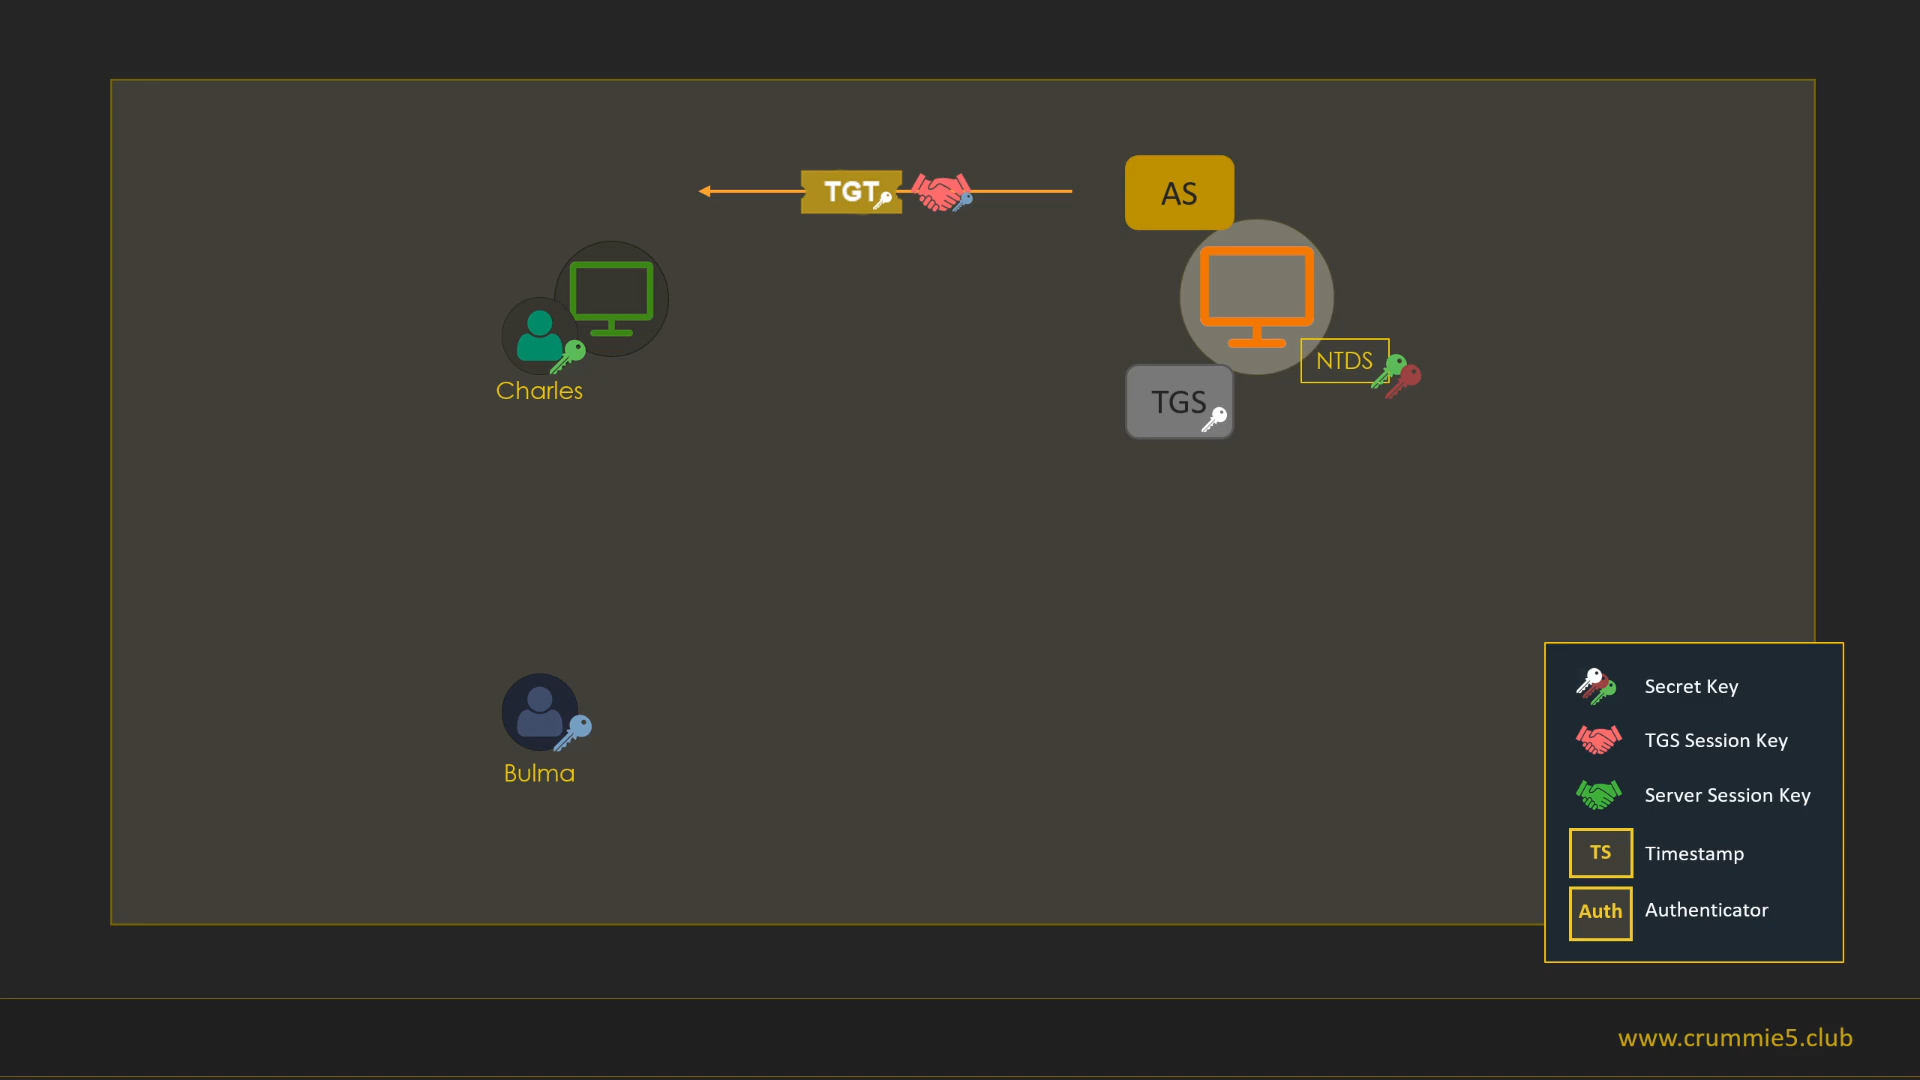 TGT
AS
NTDS
TGS
Charles
Bulma
Secret Key
TGS Session Key
Server Session Key
TS Timestamp
Auth Authenticator
www.crummie5.club